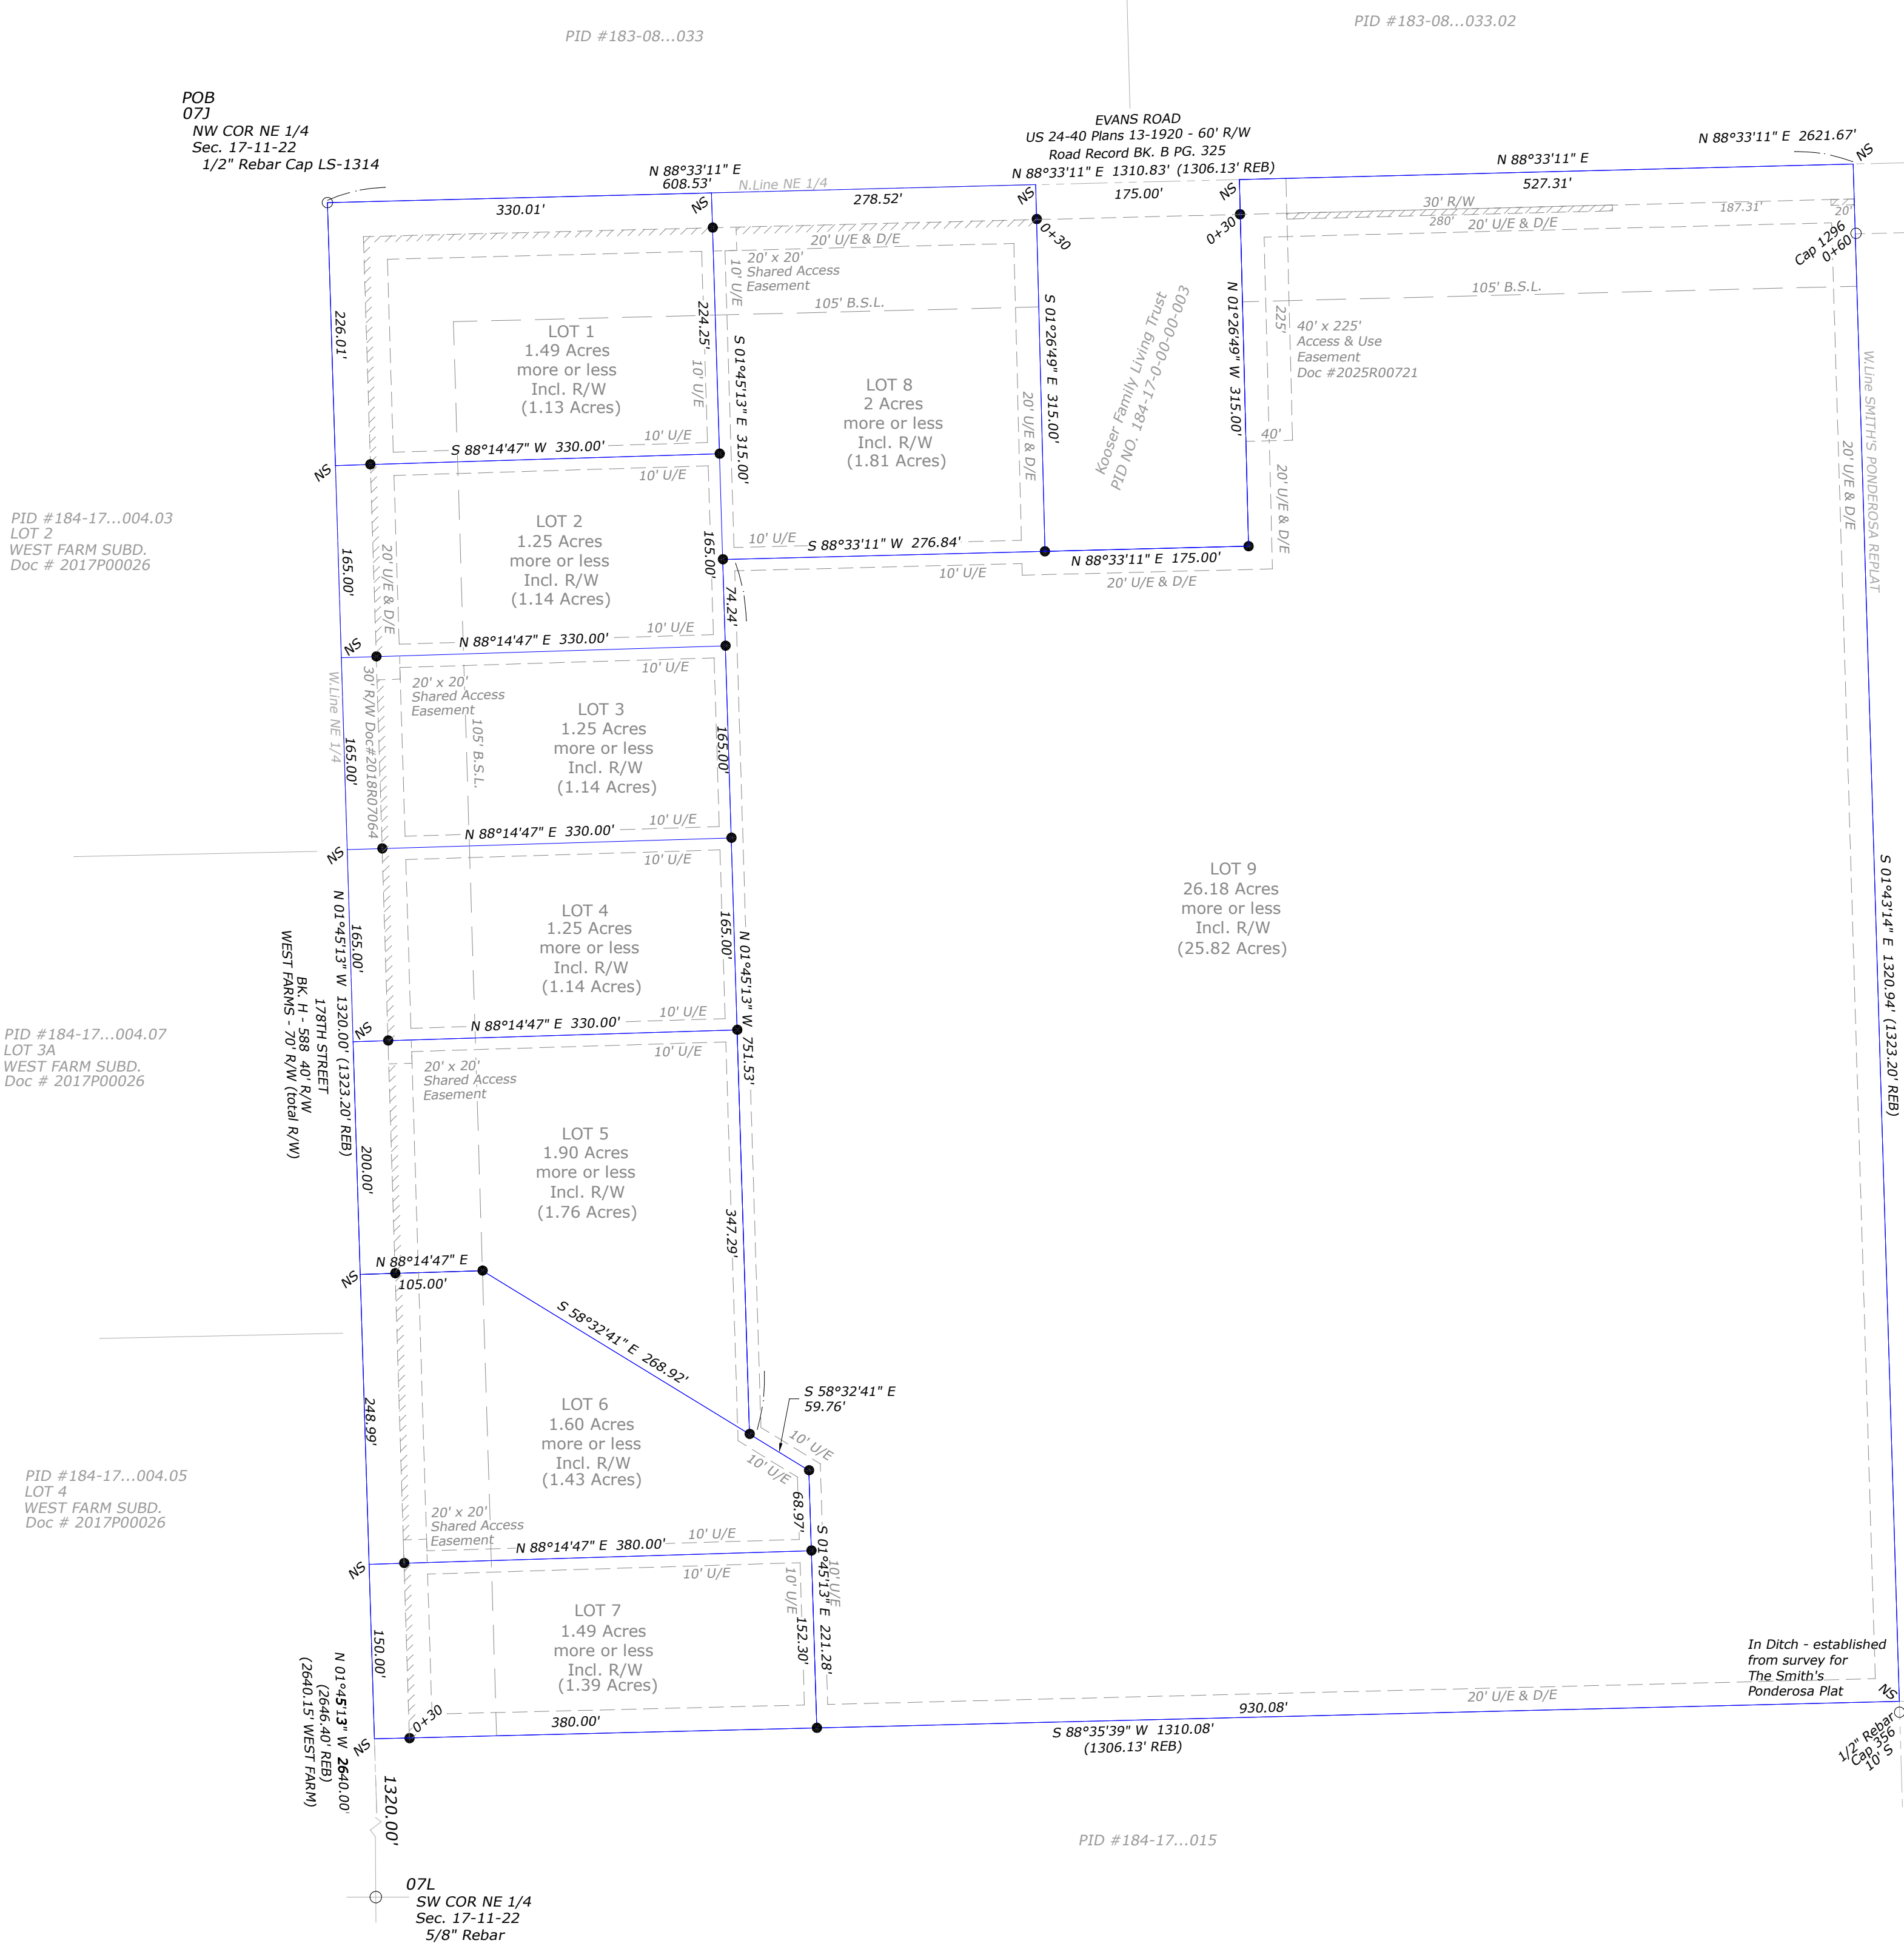 PID #183-08...033
PID #183-08...033.02
POB
07J
NW COR NE 1/4
Sec. 17-11-22
1/2" Rebar Cap LS-1314
EVANS ROAD
US 24-40 Plans 13-1920 - 60' R/W
Road Record BK. B PG. 325
N 88°33'11" E 1310.83' (1306.13' REB)
N 88°33'11" E 2621.67'
NS
N 88°33'11" E
608.53'
N.Line NE 1/4
N 88°33'11" E
527.31'
330.01'
NS
278.52'
NS
175.00'
NS
0+30
0+30
30' R/W
280'
20' U/E & D/E
187.31'
20'
Cap 1296
0+60
20' U/E & D/E
20' x 20'
Shared Access
Easement
10' U/E
105' B.S.L.
105' B.S.L.
226.01'
LOT 1
1.49 Acres
more or less
Incl. R/W
(1.13 Acres)
224.25'
10' U/E
S 01°45'13" E 315.00'
LOT 8
2 Acres
more or less
Incl. R/W
(1.81 Acres)
20' U/E & D/E
S 01°26'49" E 315.00'
Kooser Family Living Trust
PID NO. 184-17-0-00-00-003
N 01°26'49" W 315.00'
225'
40' x 225'
Access & Use
Easement
Doc #2025R00721
40'
20' U/E & D/E
W.Line SMITH'S PONDEROSA REPLAT
20' U/E & D/E
S 88°14'47" W 330.00'
10' U/E
NS
10' U/E
PID #184-17...004.03
LOT 2
WEST FARM SUBD.
Doc # 2017P00026
165.00'
20' U/E & D/E
LOT 2
1.25 Acres
more or less
Incl. R/W
(1.14 Acres)
165.00'
10' U/E
S 88°33'11" W 276.84'
N 88°33'11" E 175.00'
10' U/E
20' U/E & D/E
74.24'
N 88°14'47" E 330.00'
10' U/E
NS
10' U/E
W.Line NE 1/4
30' R/W Doc#2018R07064
20' x 20'
Shared Access
Easement
105' B.S.L.
165.00'
LOT 3
1.25 Acres
more or less
Incl. R/W
(1.14 Acres)
165.00'
N 88°14'47" E 330.00'
10' U/E
NS
10' U/E
LOT 4
1.25 Acres
more or less
Incl. R/W
(1.14 Acres)
165.00'
165.00'
N 01°45'13" W 751.53'
LOT 9
26.18 Acres
more or less
Incl. R/W
(25.82 Acres)
S 01°43'14" E 1320.94' (1323.20' REB)
N 01°45'13" W 1320.00' (1323.20' REB)
178TH STREET
BK. H - 588 40' R/W
WEST FARMS - 70' R/W (total R/W)
N 88°14'47" E 330.00'
10' U/E
NS
10' U/E
PID #184-17...004.07
LOT 3A
WEST FARM SUBD.
Doc # 2017P00026
20' x 20'
Shared Access
Easement
200.00'
LOT 5
1.90 Acres
more or less
Incl. R/W
(1.76 Acres)
347.29'
N 88°14'47" E
105.00'
NS
S 58°32'41" E 268.92'
S 58°32'41" E
59.76'
248.99'
LOT 6
1.60 Acres
more or less
Incl. R/W
(1.43 Acres)
10' U/E
10' U/E
68.97'
PID #184-17...004.05
LOT 4
WEST FARM SUBD.
Doc # 2017P00026
20' x 20'
Shared Access
Easement
N 88°14'47" E 380.00'
10' U/E
NS
10' U/E
10' U/E
S 01°45'13" E 221.28'
10' U/E
150.00'
LOT 7
1.49 Acres
more or less
Incl. R/W
(1.39 Acres)
152.30'
In Ditch - established
from survey for
The Smith's
Ponderosa Plat
20' U/E & D/E
NS
0+30
NS
380.00'
930.08'
S 88°35'39" W 1310.08'
(1306.13' REB)
1/2" Rebar
Cap 356
10' S
N 01°45'13" W 2640.00'
(2646.40' REB)
(2640.15' WEST FARM)
1320.00'
PID #184-17...015
07L
SW COR NE 1/4
Sec. 17-11-22
5/8" Rebar